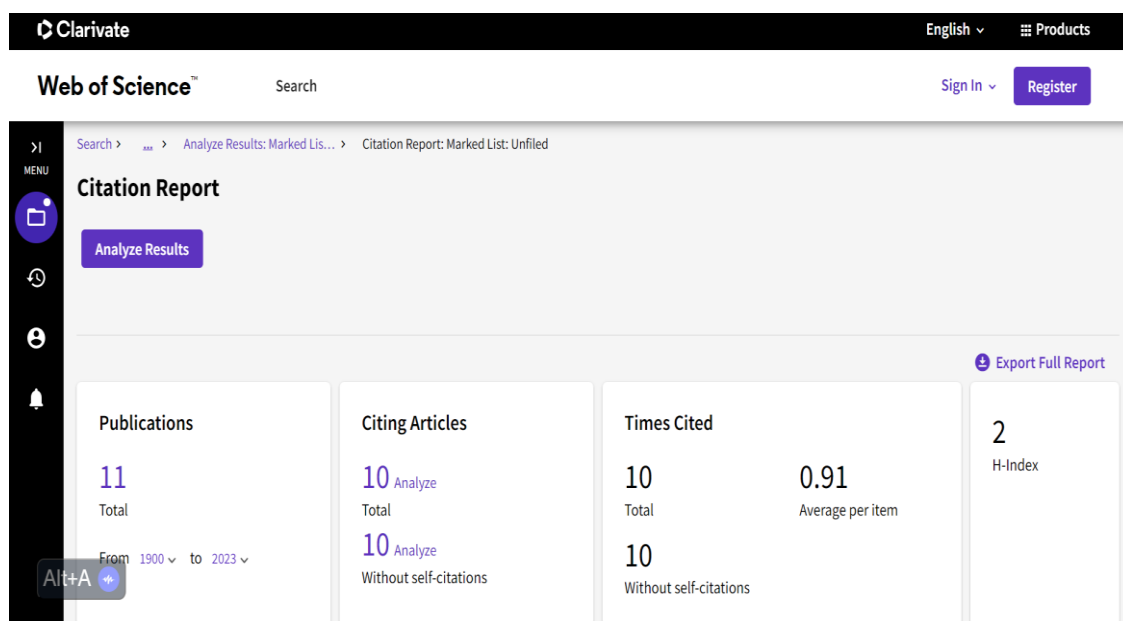 Clarivate
English
Products
Web of Science™
Search
Sign In
Register
MENU
Search > ... > Analyze Results: Marked Lis... > Citation Report: Marked List: Unfiled
Citation Report
Analyze Results
Export Full Report
Publications
11
Total
From 1900 to 2023
Citing Articles
10 Analyze
Total
10 Analyze
Without self-citations
Times Cited
10
Total
0.91
Average per item
10
Without self-citations
2
H-Index
Alt+A